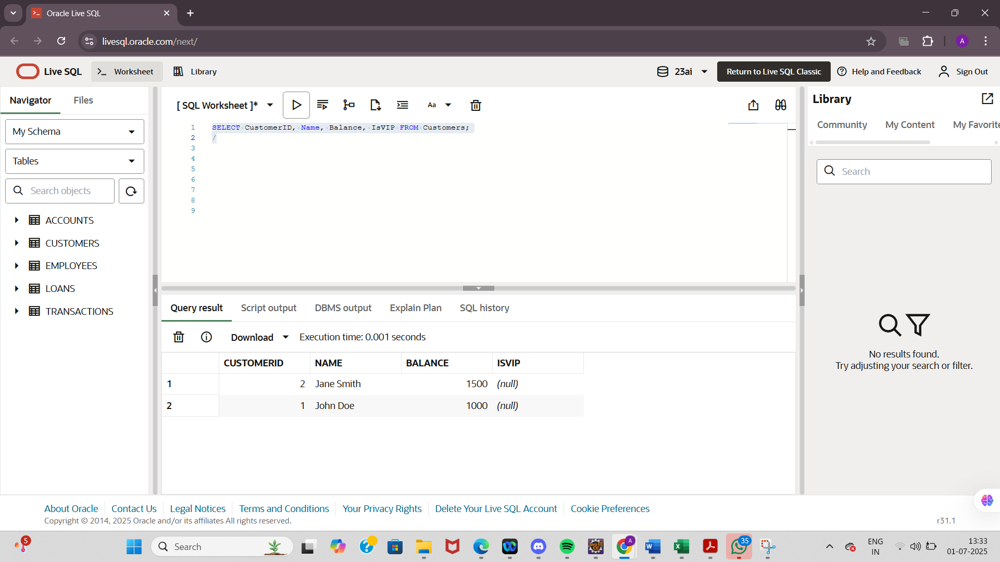 Oracle Live SQL
livesql.oracle.com/next/
A
Live SQL
Worksheet
Library
23ai
Return to Live SQL Classic
Help and Feedback
Sign Out
Navigator
Files
My Schema
Tables
Search objects
ACCOUNTS
CUSTOMERS
EMPLOYEES
LOANS
TRANSACTIONS
[ SQL Worksheet ]*
Aa
1 SELECT CustomerID, Name, Balance, IsVIP FROM Customers;
2 /
3
4
5
6
7
8
9
Query result
Script output
DBMS output
Explain Plan
SQL history
Download
Execution time: 0.001 seconds
CUSTOMERID NAME BALANCE ISVIP
1 2 Jane Smith 1500 (null)
2 1 John Doe 1000 (null)
Library
Community
My Content
My Favorite
Search
No results found.
Try adjusting your search or filter.
About Oracle
Contact Us
Legal Notices
Terms and Conditions
Your Privacy Rights
Delete Your Live SQL Account
Cookie Preferences
Copyright © 2014, 2025 Oracle and/or its affiliates All rights reserved.
r31.1
5
Search
Java EE
IDE
A
35
ENG
IN
13:33
01-07-2025